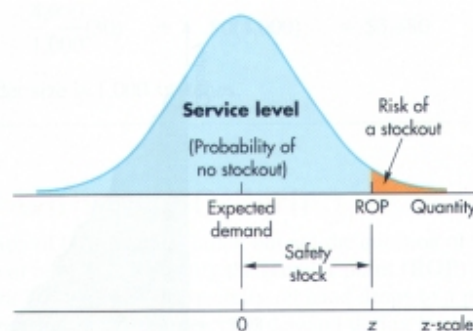 Service level
(Probability of
no stockout)
Risk of
a stockout
Expected
demand
ROP
Quantity
Safety
stock
0
z
z-scale